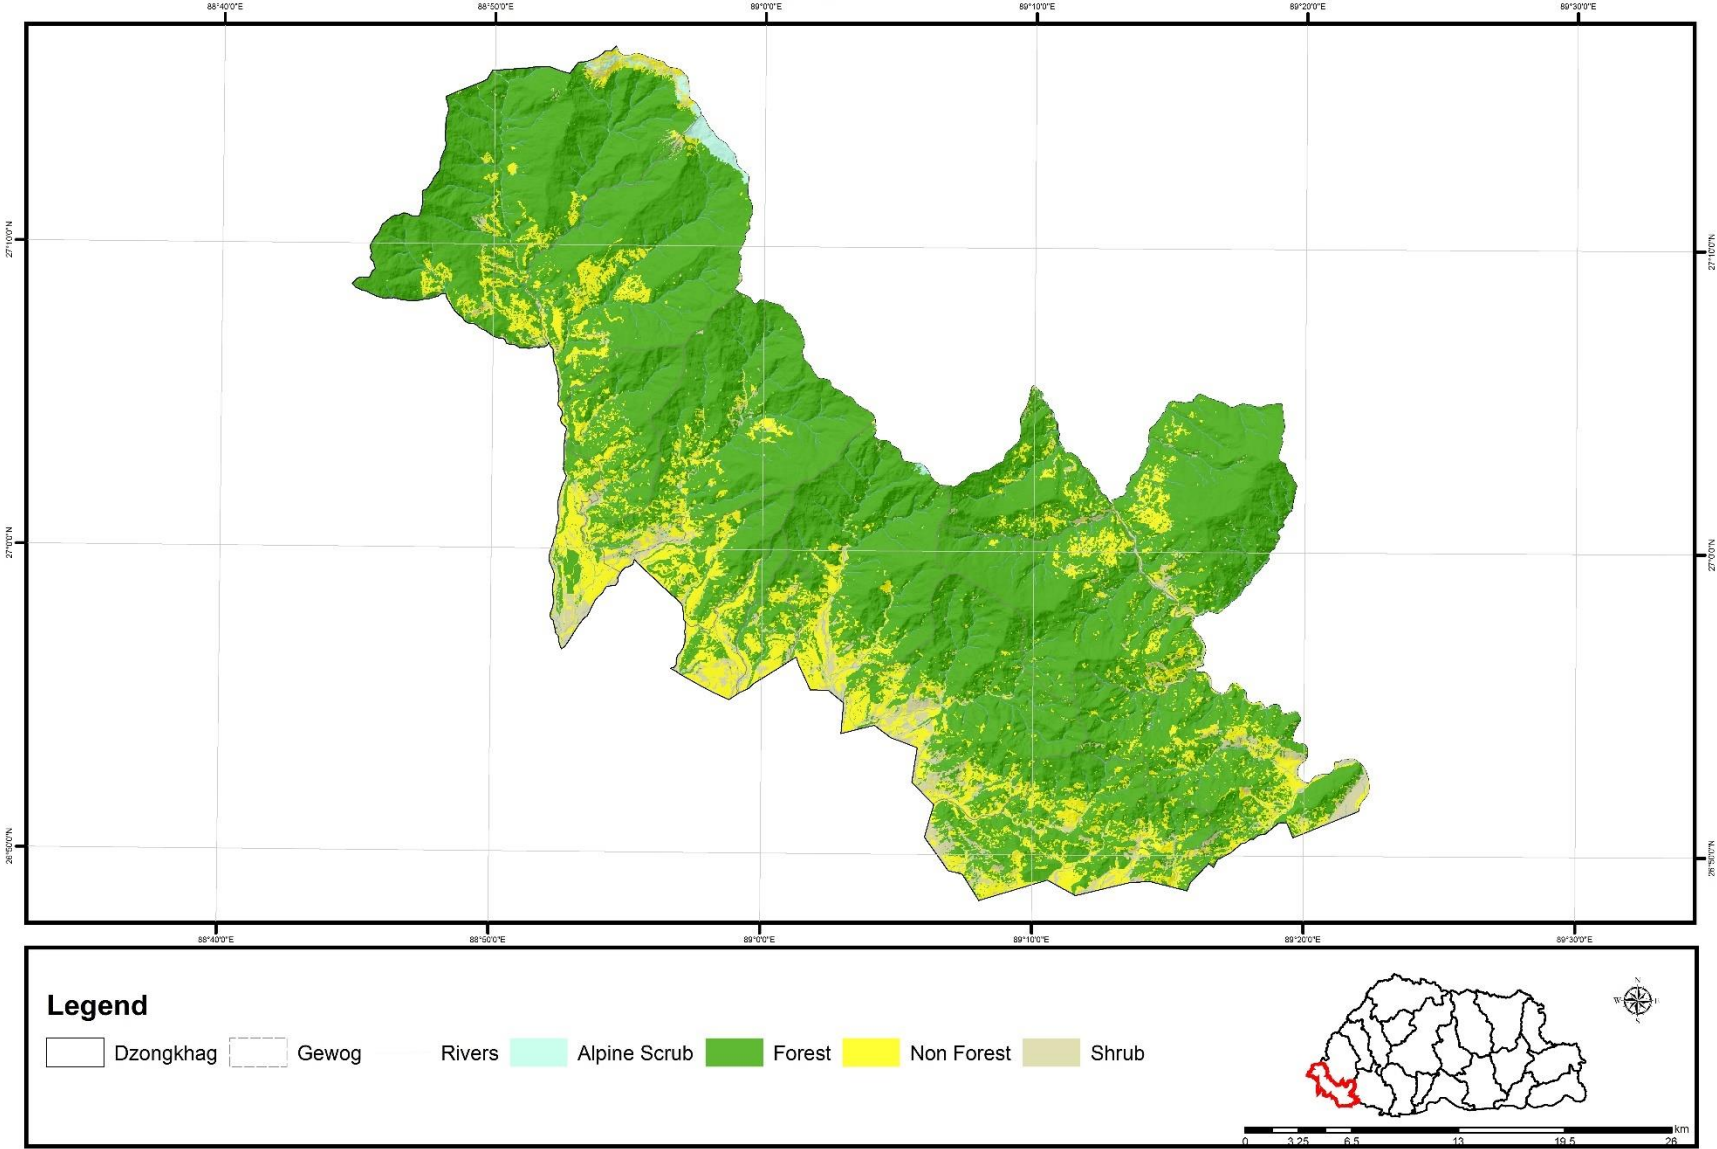 88°40'0"E 88°50'0"E 89°0'0"E 89°10'0"E 89°20'0"E 89°30'0"E
27°10'0"N 27°10'0"N
27°0'0"N 27°0'0"N
26°50'0"N 26°50'0"N
88°40'0"E 88°50'0"E 89°0'0"E 89°10'0"E 89°20'0"E 89°30'0"E
Legend
Dzongkhag Gewog Rivers Alpine Scrub Forest Non Forest Shrub
N
W E
S
km
0 3.25 6.5 13 19.5 26